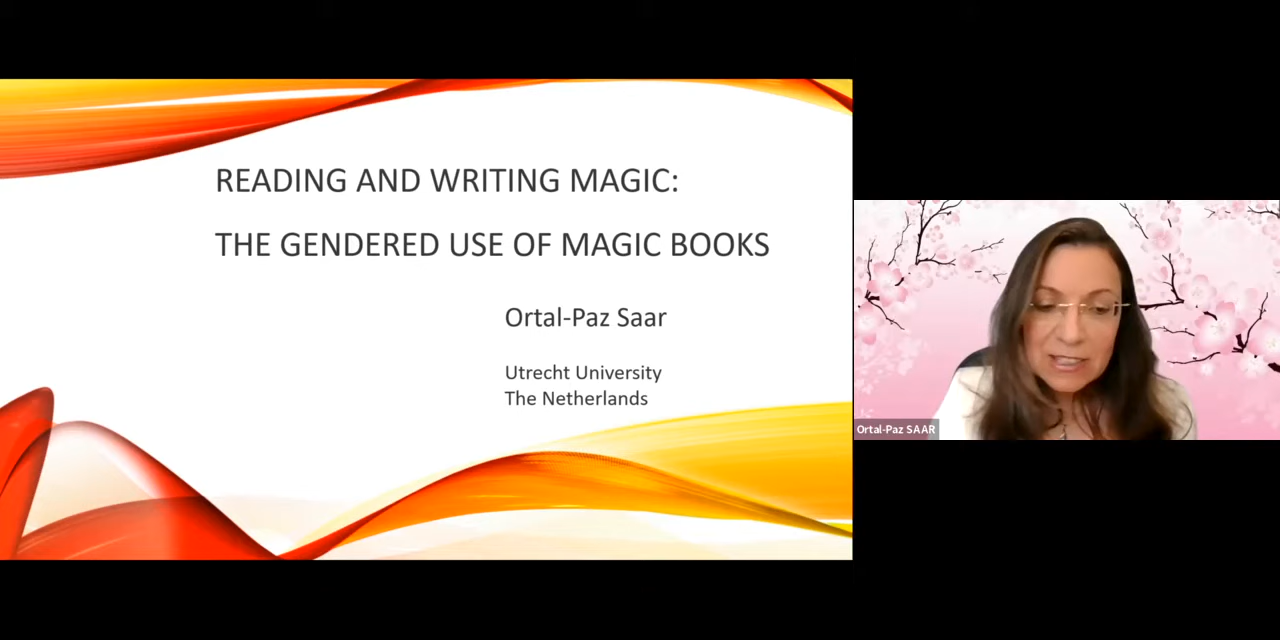 READING AND WRITING MAGIC:
THE GENDERED USE OF MAGIC BOOKS
Ortal-Paz Saar
Utrecht University
The Netherlands
Ortal-Paz SAAR